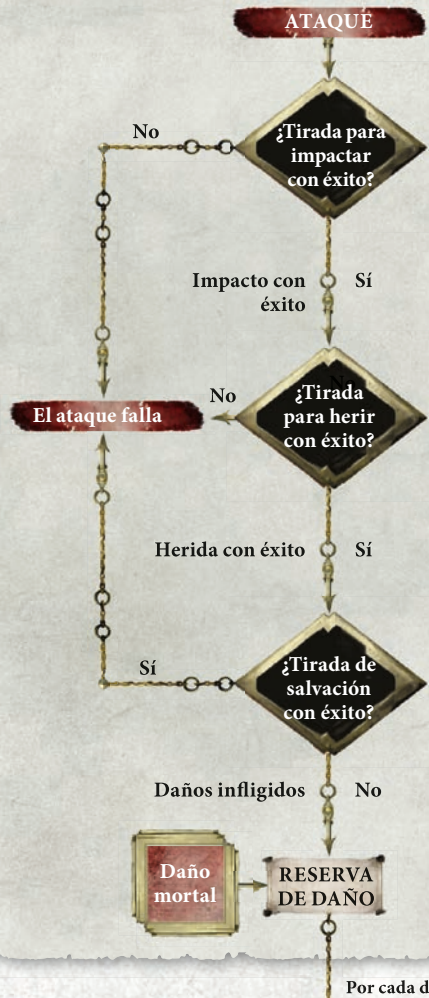 ATAQUE
No
¿Tirada para
impactar
con éxito?
Impacto con
éxito
Sí
No
¿Tirada
para herir
con éxito?
El ataque falla
Herida con éxito
Sí
Sí
¿Tirada de
salvación
con éxito?
Daños infligidos
No
Daño
mortal
RESERVA
DE DAÑO
Por cada d